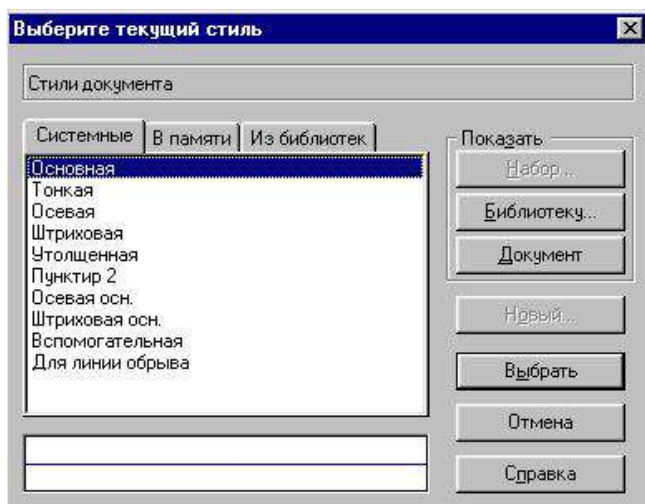 Выберите текущий стиль
Стили документа
Системные
В памяти
Из библиотек
Основная
Тонкая
Осевая
Штриховая
Утолщенная
Пунктир 2
Осевая осн.
Штриховая осн.
Вспомогательная
Для линии обрыва
Показать
Набор...
Библиотеку...
Документ
Новый...
Выбрать
Отмена
Справка